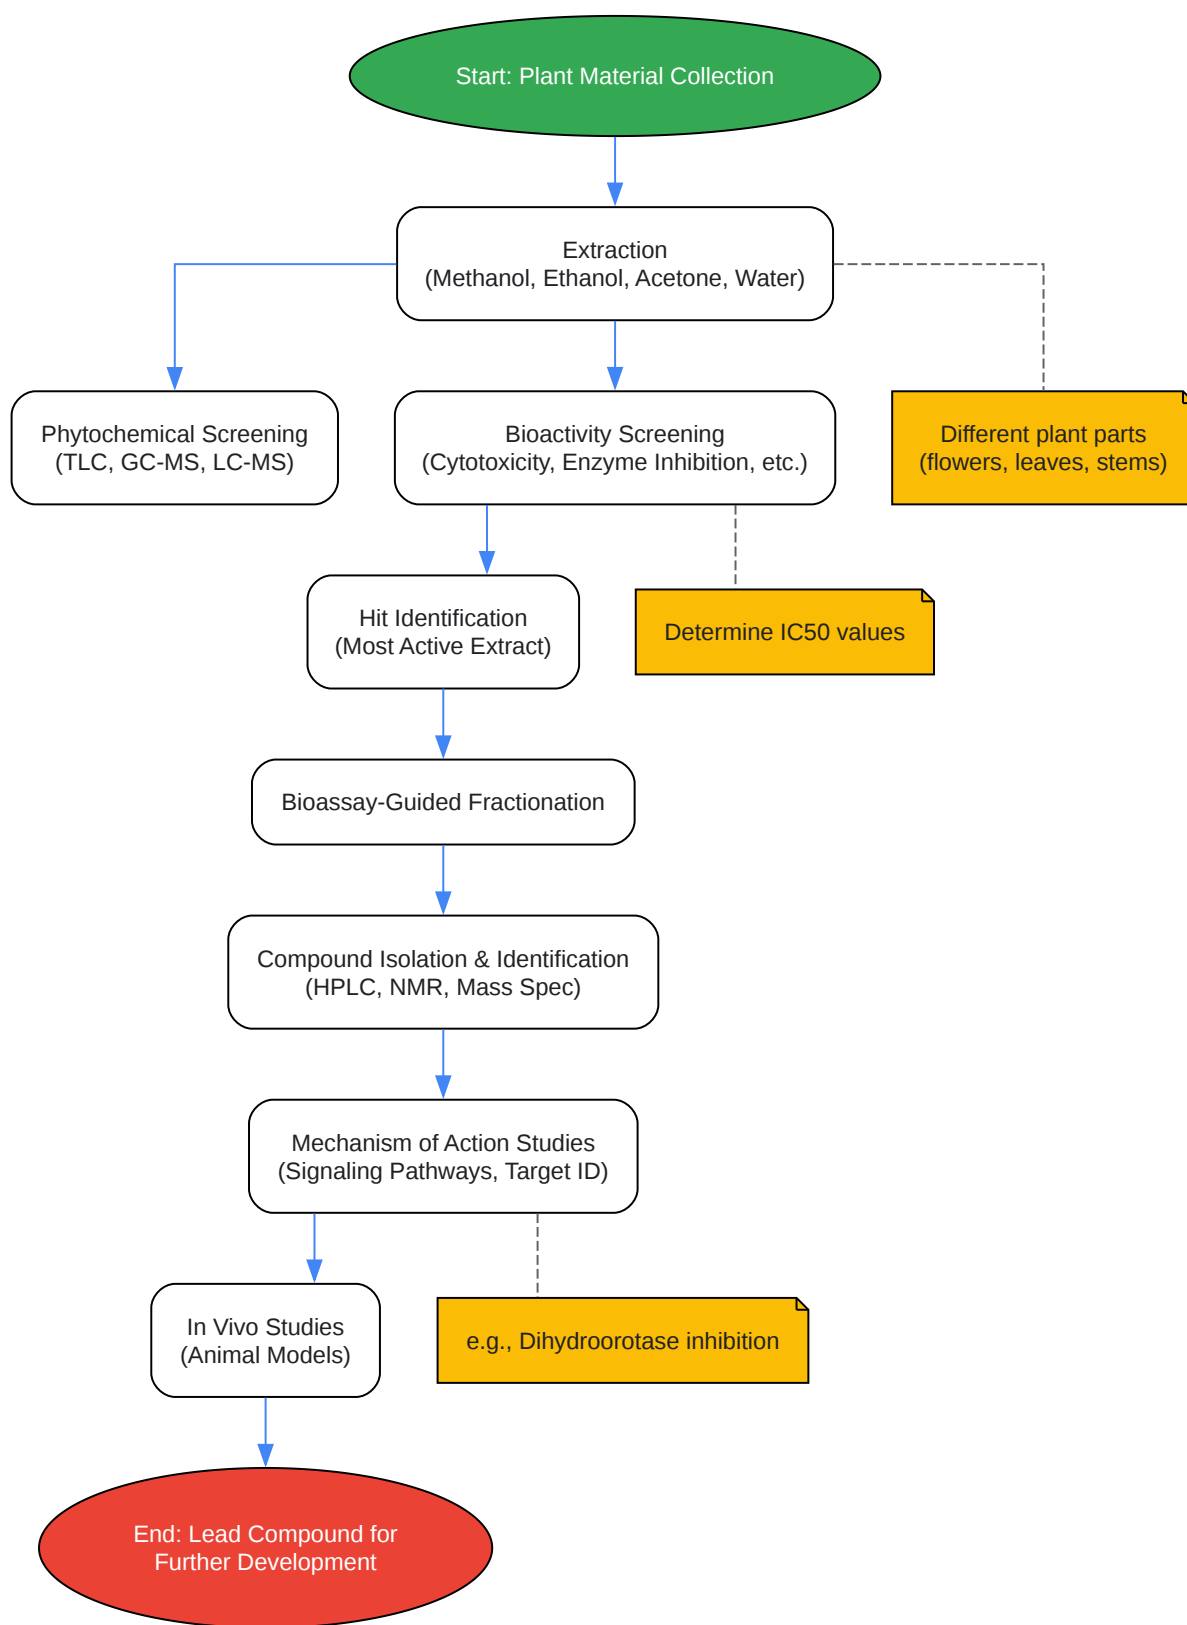 Start: Plant Material Collection
Extraction
(Methanol, Ethanol, Acetone, Water)
Phytochemical Screening
(TLC, GC-MS, LC-MS)
Bioactivity Screening
(Cytotoxicity, Enzyme Inhibition, etc.)
Different plant parts
(flowers, leaves, stems)
Hit Identification
(Most Active Extract)
Determine IC50 values
Bioassay-Guided Fractionation
Compound Isolation & Identification
(HPLC, NMR, Mass Spec)
Mechanism of Action Studies
(Signaling Pathways, Target ID)
In Vivo Studies
(Animal Models)
e.g., Dihydroorotase inhibition
End: Lead Compound for
Further Development